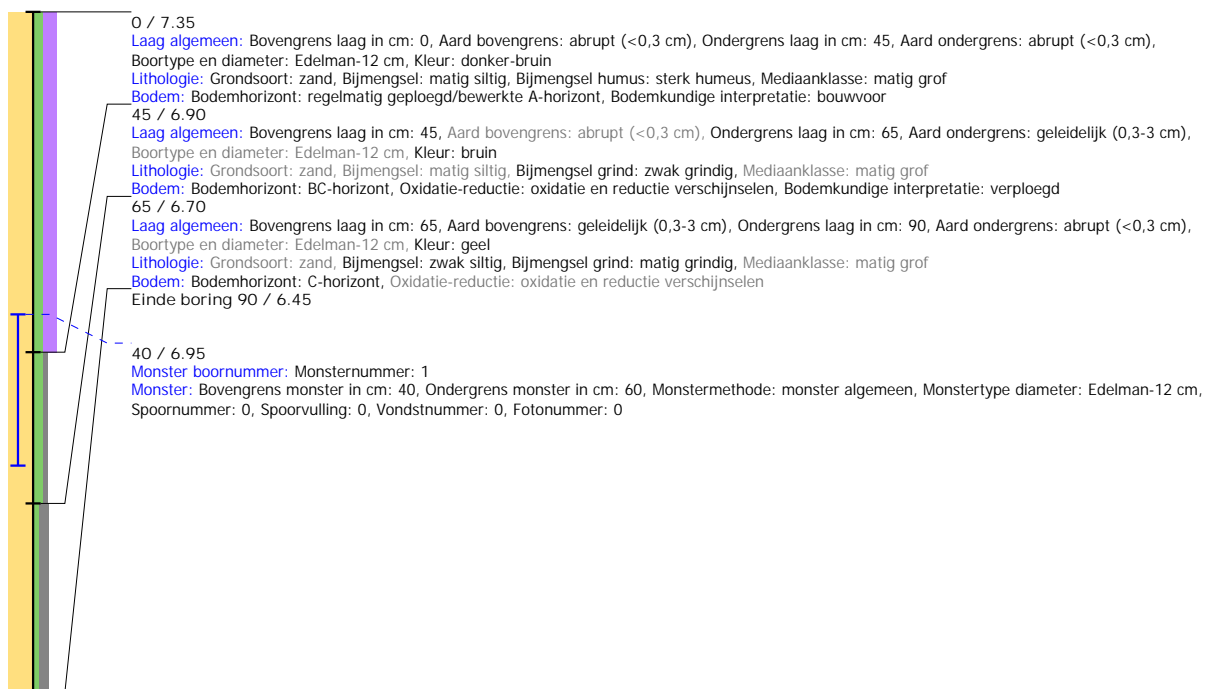 0 / 7.35
Laag algemeen: Bovengrens laag in cm: 0, Aard bovengrens: abrupt (<0,3 cm), Ondergrens laag in cm: 45, Aard ondergrens: abrupt (<0,3 cm),
Boortype en diameter: Edelman-12 cm, Kleur: donker-bruin
Lithologie: Grondsoort: zand, Bijmengsel: matig siltig, Bijmengsel humus: sterk humeus, Mediaanklasse: matig grof
Bodem: Bodemhorizont: regelmatig geploegd/bewerkte A-horizont, Bodemkundige interpretatie: bouwvoor
45 / 6.90
Laag algemeen: Bovengrens laag in cm: 45, Aard bovengrens: abrupt (<0,3 cm), Ondergrens laag in cm: 65, Aard ondergrens: geleidelijk (0,3-3 cm),
Boortype en diameter: Edelman-12 cm, Kleur: bruin
Lithologie: Grondsoort: zand, Bijmengsel: matig siltig, Bijmengsel grind: zwak grindig, Mediaanklasse: matig grof
Bodem: Bodemhorizont: BC-horizont, Oxidatie-reductie: oxidatie en reductie verschijnselen, Bodemkundige interpretatie: verploegd
65 / 6.70
Laag algemeen: Bovengrens laag in cm: 65, Aard bovengrens: geleidelijk (0,3-3 cm), Ondergrens laag in cm: 90, Aard ondergrens: abrupt (<0,3 cm),
Boortype en diameter: Edelman-12 cm, Kleur: geel
Lithologie: Grondsoort: zand, Bijmengsel: zwak siltig, Bijmengsel grind: matig grindig, Mediaanklasse: matig grof
Bodem: Bodemhorizont: C-horizont, Oxidatie-reductie: oxidatie en reductie verschijnselen
Einde boring 90 / 6.45
40 / 6.95
Monster boornummer: Monsternummer: 1
Monster: Bovengrens monster in cm: 40, Ondergrens monster in cm: 60, Monstermethode: monster algemeen, Monstertype diameter: Edelman-12 cm,
Spoornummer: 0, Spoorvulling: 0, Vondstnummer: 0, Fotonummer: 0